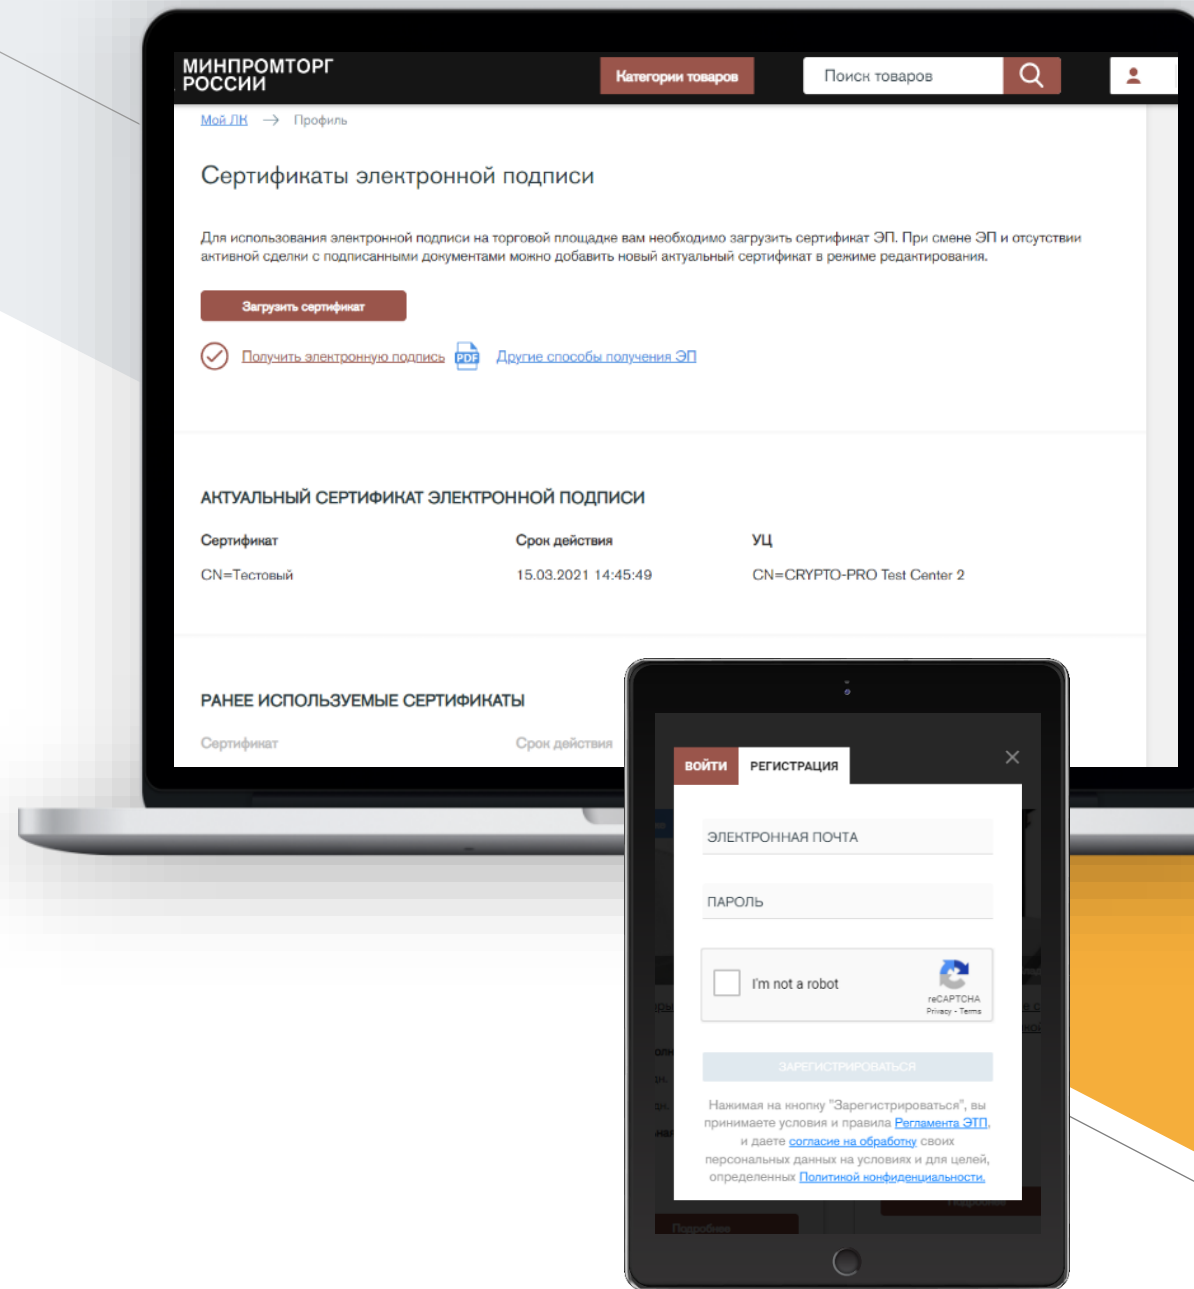 МИНПРОМТОРГ
РОССИИ
Категории товаров
Поиск товаров
Мой ЛК → Профиль
Сертификаты электронной подписи
Для использования электронной подписи на торговой площадке вам необходимо загрузить сертификат ЭП. При смене ЭП и отсутствии
активной сделки с подписанными документами можно добавить новый актуальный сертификат в режиме редактирования.
Загрузить сертификат
Получить электронную подпись
PDF
Другие способы получения ЭП
АКТУАЛЬНЫЙ СЕРТИФИКАТ ЭЛЕКТРОННОЙ ПОДПИСИ
Сертификат Срок действия УЦ
CN=Тестовый 15.03.2021 14:45:49 CN=CRYPTO-PRO Test Center 2
РАНЕЕ ИСПОЛЬЗУЕМЫЕ СЕРТИФИКАТЫ
Сертификат Срок действия
ВОЙТИ РЕГИСТРАЦИЯ
ЭЛЕКТРОННАЯ ПОЧТА
ПАРОЛЬ
I'm not a robot
reCAPTCHA
Privacy - Terms
ЗАРЕГИСТРИРОВАТЬСЯ
Нажимая на кнопку "Зарегистрироваться", вы
принимаете условия и правила Регламента ЭТП,
и даете согласие на обработку своих
персональных данных на условиях и для целей,
определенных Политикой конфиденциальности.
Подробнее